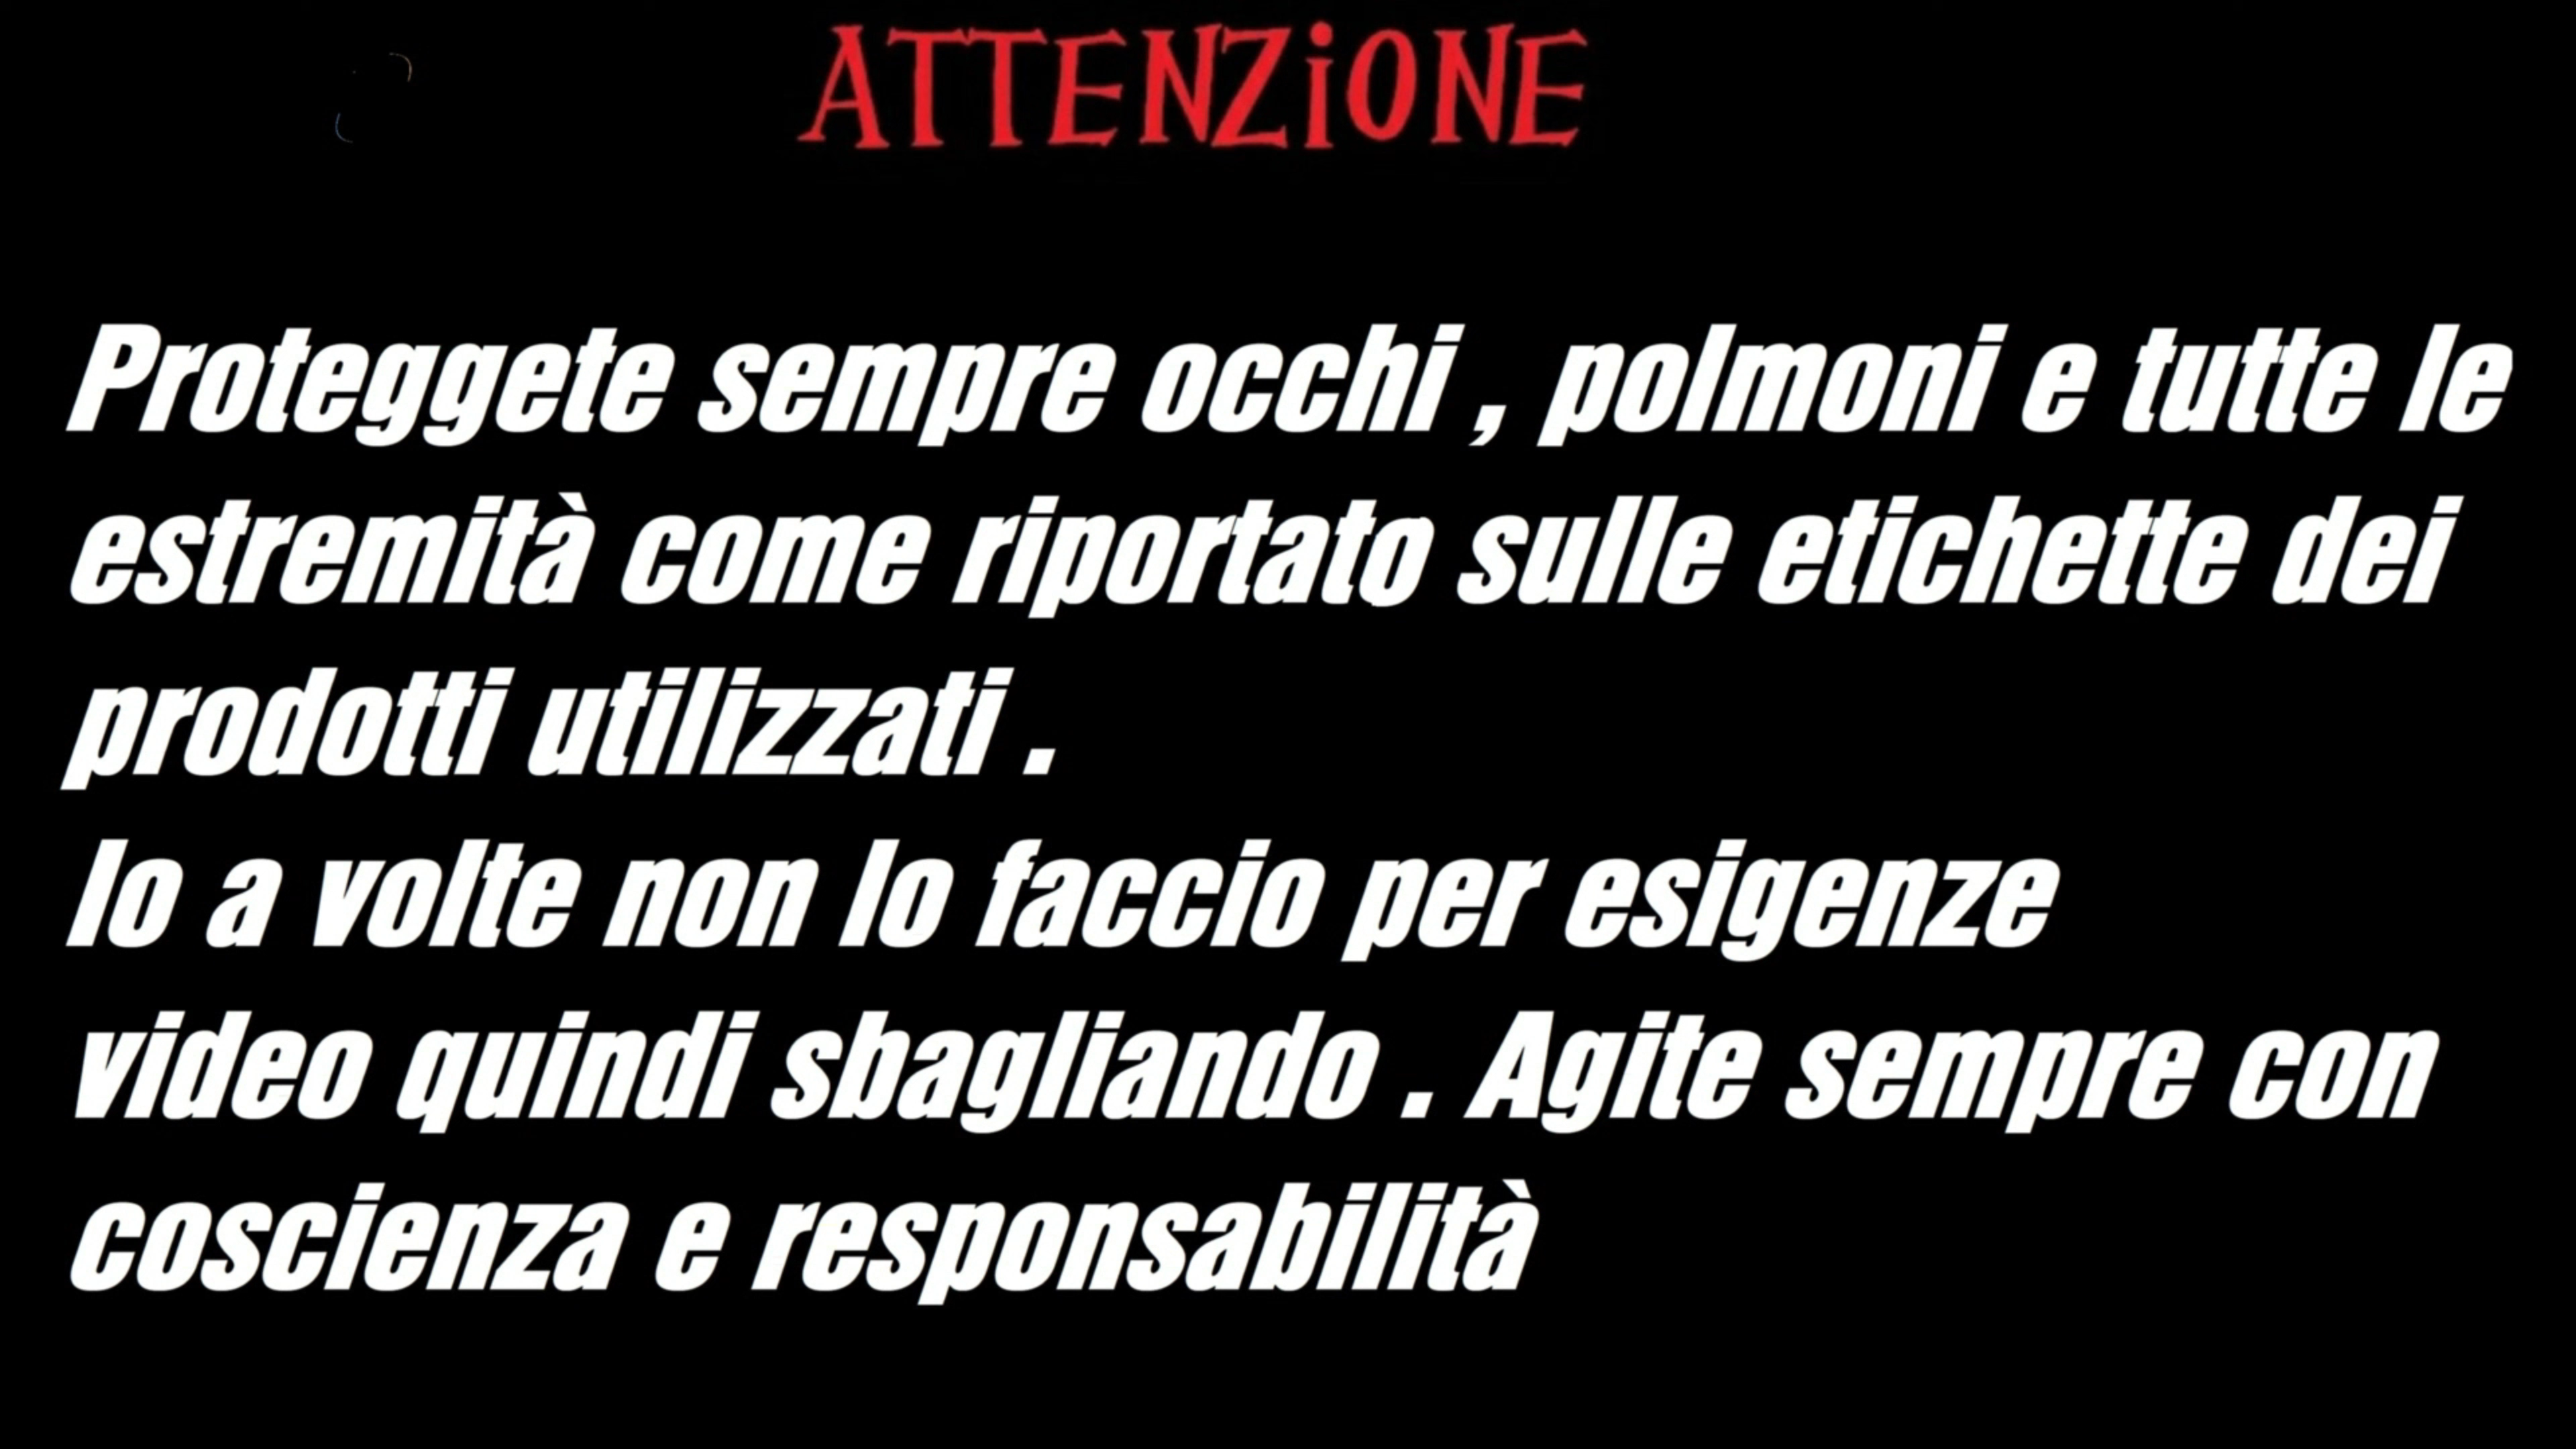 ATTENZiONE
Proteggete sempre occhi , polmoni e tutte le
estremità come riportato sulle etichette dei
prodotti utilizzati .
Io a volte non lo faccio per esigenze
video quindi sbagliando . Agite sempre con
coscienza e responsabilità